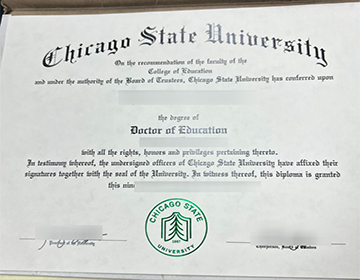 Chicago State University
On the recommendation of the faculty of the
College of Education
and under the authority of the Board of Trustees, Chicago State University has conferred upon
the degree of
Doctor of Education
with all the rights, honors and privileges pertaining thereto.
In testimony whereof, the undersigned officers of Chicago State University have affixed their
signatures together with the seal of the University. In witness thereof, this diploma is granted
this
CHICAGO STATE
1867
UNIVERSITY